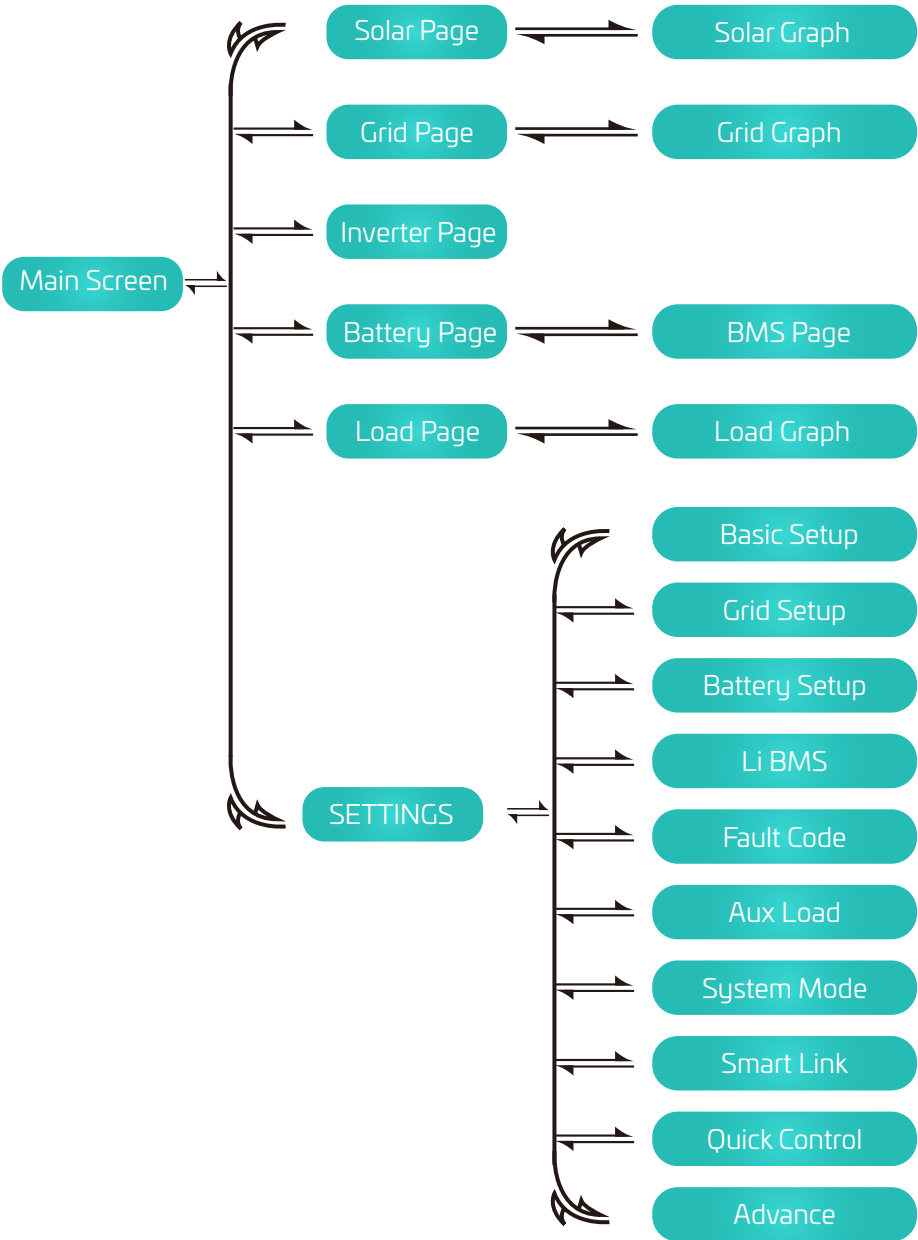 Solar Page
Solar Graph
Grid Page
Grid Graph
Inverter Page
Main Screen
Battery Page
BMS Page
Load Page
Load Graph
Basic Setup
Grid Setup
Battery Setup
Li BMS
SETTINGS
Fault Code
Aux Load
System Mode
Smart Link
Quick Control
Advance